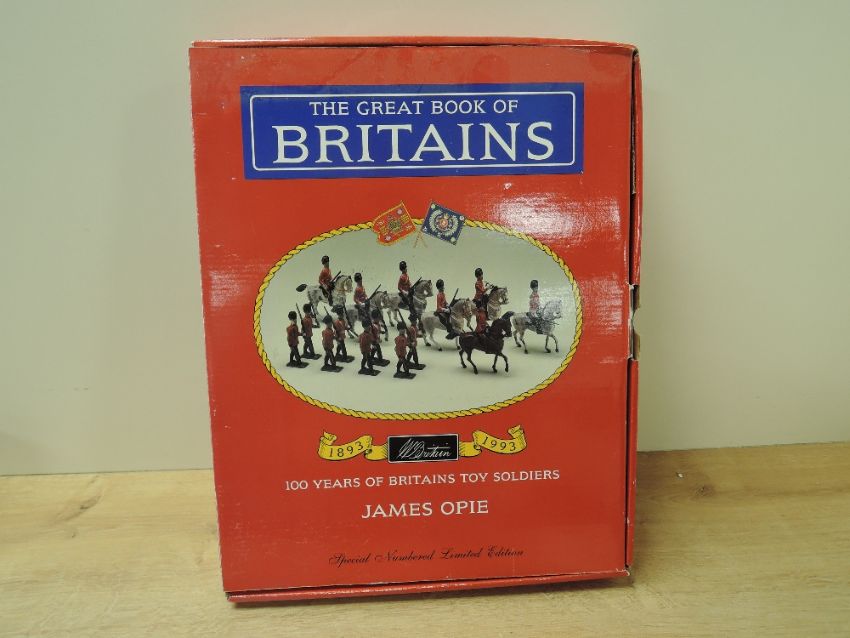 THE GREAT BOOK OF
BRITAINS
1893 W Britain 1993
100 YEARS OF BRITAINS TOY SOLDIERS
JAMES OPIE
Special Numbered Limited Edition